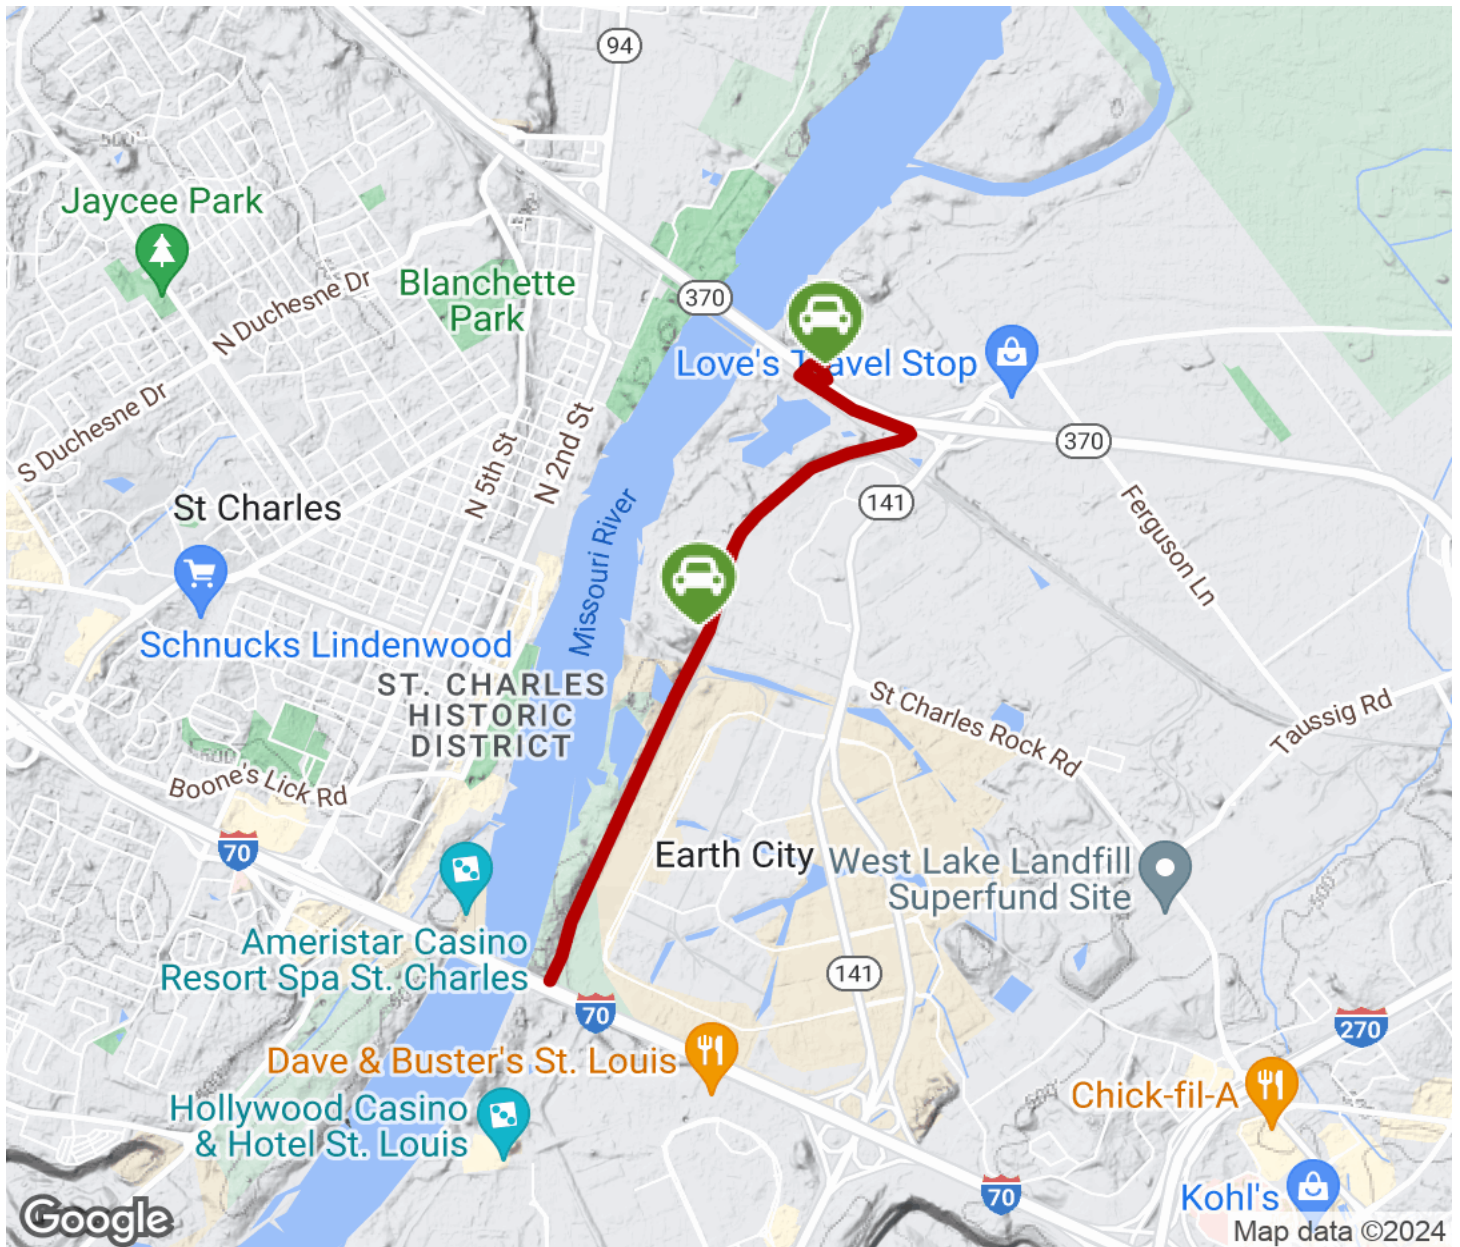 94
500'
Jaycee Park
N Duchesne Dr
Blanchette
Park
370
Love's Travel Stop
S Duchesne Dr
N 5th St
N 2nd St
370
141
St Charles
Missouri River
Ferguson Ln
Schnucks Lindenwood
ST. CHARLES
HISTORIC
DISTRICT
St Charles Rock Rd
Taussig Rd
Boone's Lick Rd
70
Earth City
West Lake Landfill
Superfund Site
Ameristar Casino
Resort Spa St. Charles
141
70
270
Dave & Buster's St. Louis
Chick-fil-A
Hollywood Casino
& Hotel St. Louis
70
Kohl's
Google
Map data ©2024